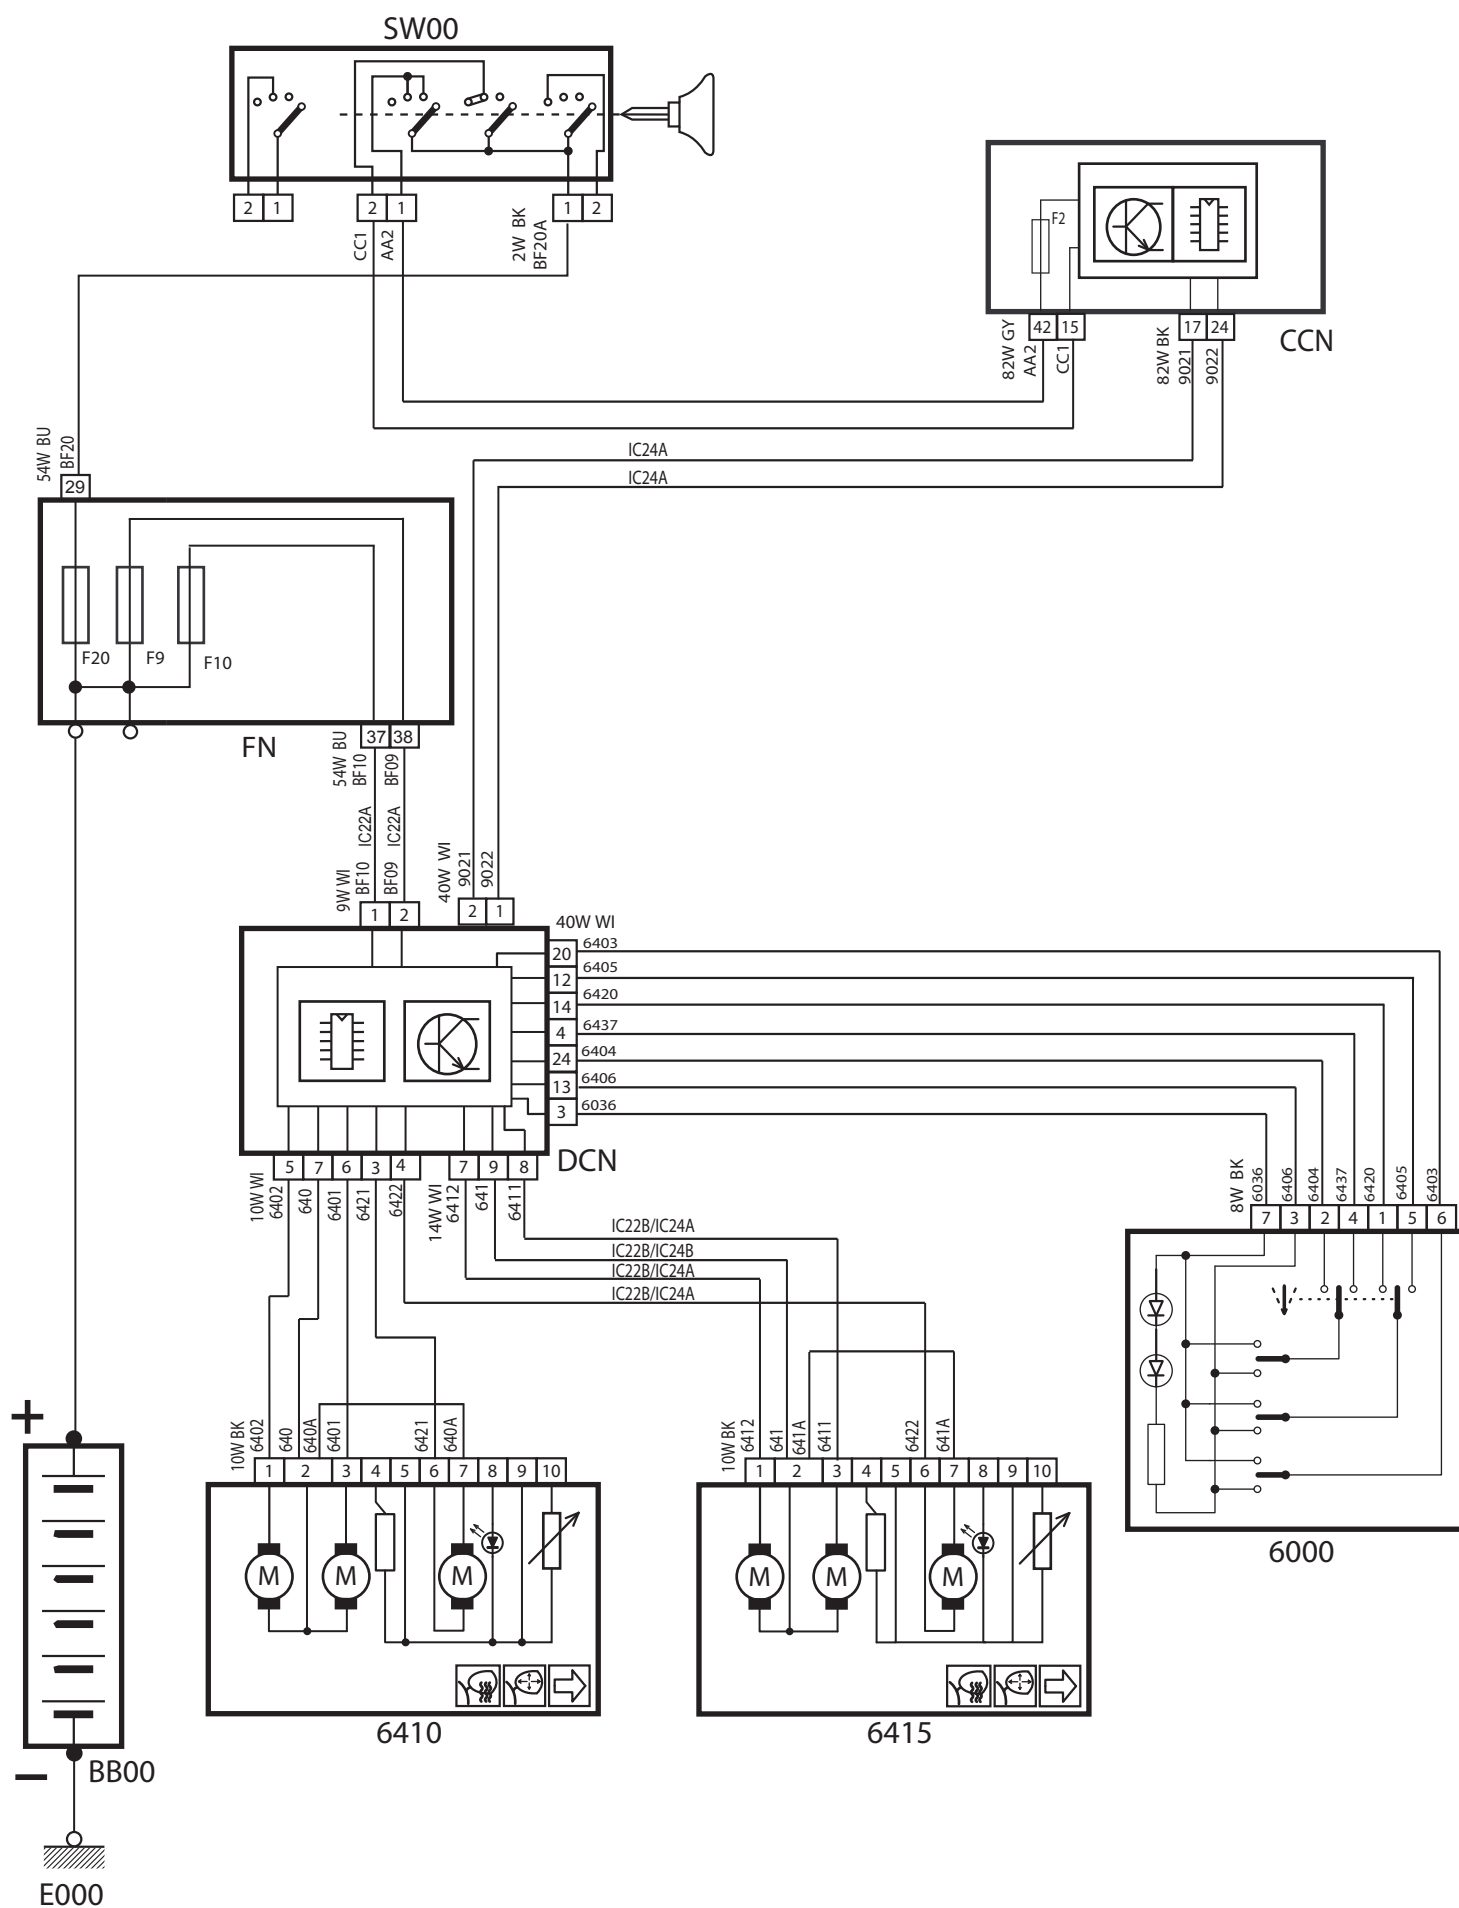 SW00
2 1
2 1
1 2
CC1
AA2
2W BK
BF20A
F2
42 15
17 24
82W GY
AA2
CC1
82W BK
9021
9022
CCN
IC24A
IC24A
54W BU
BF20
29
F20
F9
F10
FN
37 38
54W BU
BF10
BF09
IC22A
IC22A
9W WI
BF10
BF09
40W WI
9021
9022
1 2
2 1
40W WI
20 6403
12 6405
14 6420
4 6437
24 6404
13 6406
3 6036
DCN
5 7 6 3 4
7 9 8
10W WI
6402
640
6401
6421
6422
14W WI
6412
641
6411
IC22B/IC24A
IC22B/IC24B
IC22B/IC24A
IC22B/IC24A
8W BK
6036
6406
6404
6437
6420
6405
6403
7 3 2 4 1 5 6
6000
+
10W BK
6402
640
640A
6401
6421
640A
1 2 3 4 5 6 7 8 9 10
M M M
6410
10W BK
6412
641
641A
6411
6422
641A
1 2 3 4 5 6 7 8 9 10
M M M
6415
−
BB00
E000